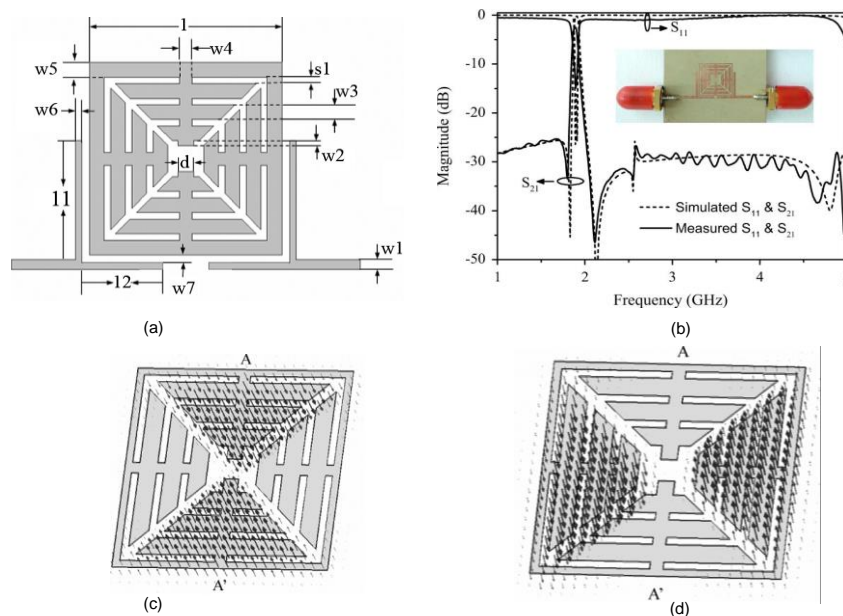 l
w4
w5
s1
w3
w6
w2
d
l1
w1
l2
w7
(a)
0
-10
-20
-30
-40
-50
Magnitude (dB)
S11
S21
Simulated S11 & S21
Measured S11 & S21
1
2
3
4
Frequency (GHz)
(b)
A
A'
(c)
A
A'
(d)